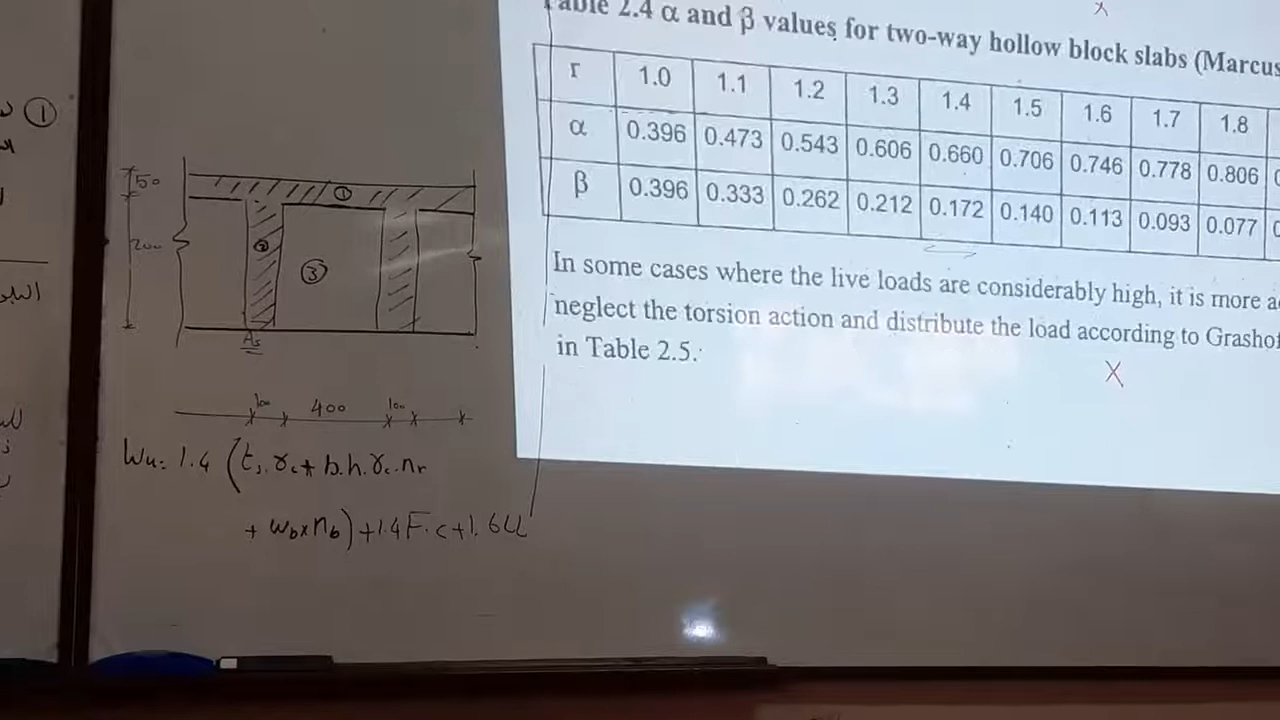 ①
50
①
200
②
③
As
100 400 100
Wu= 1.4 (ts.γc+ b.h.γc.nr
+ wb×nb)+1.4F.c+1.6LL
Table 2.4 α and β values for two-way hollow block slabs (Marcus
r 1.0 1.1 1.2 1.3 1.4 1.5 1.6 1.7 1.8
α 0.396 0.473 0.543 0.606 0.660 0.706 0.746 0.778 0.806
β 0.396 0.333 0.262 0.212 0.172 0.140 0.113 0.093 0.077
In some cases where the live loads are considerably high, it is more
neglect the torsion action and distribute the load according to Grashof
in Table 2.5.